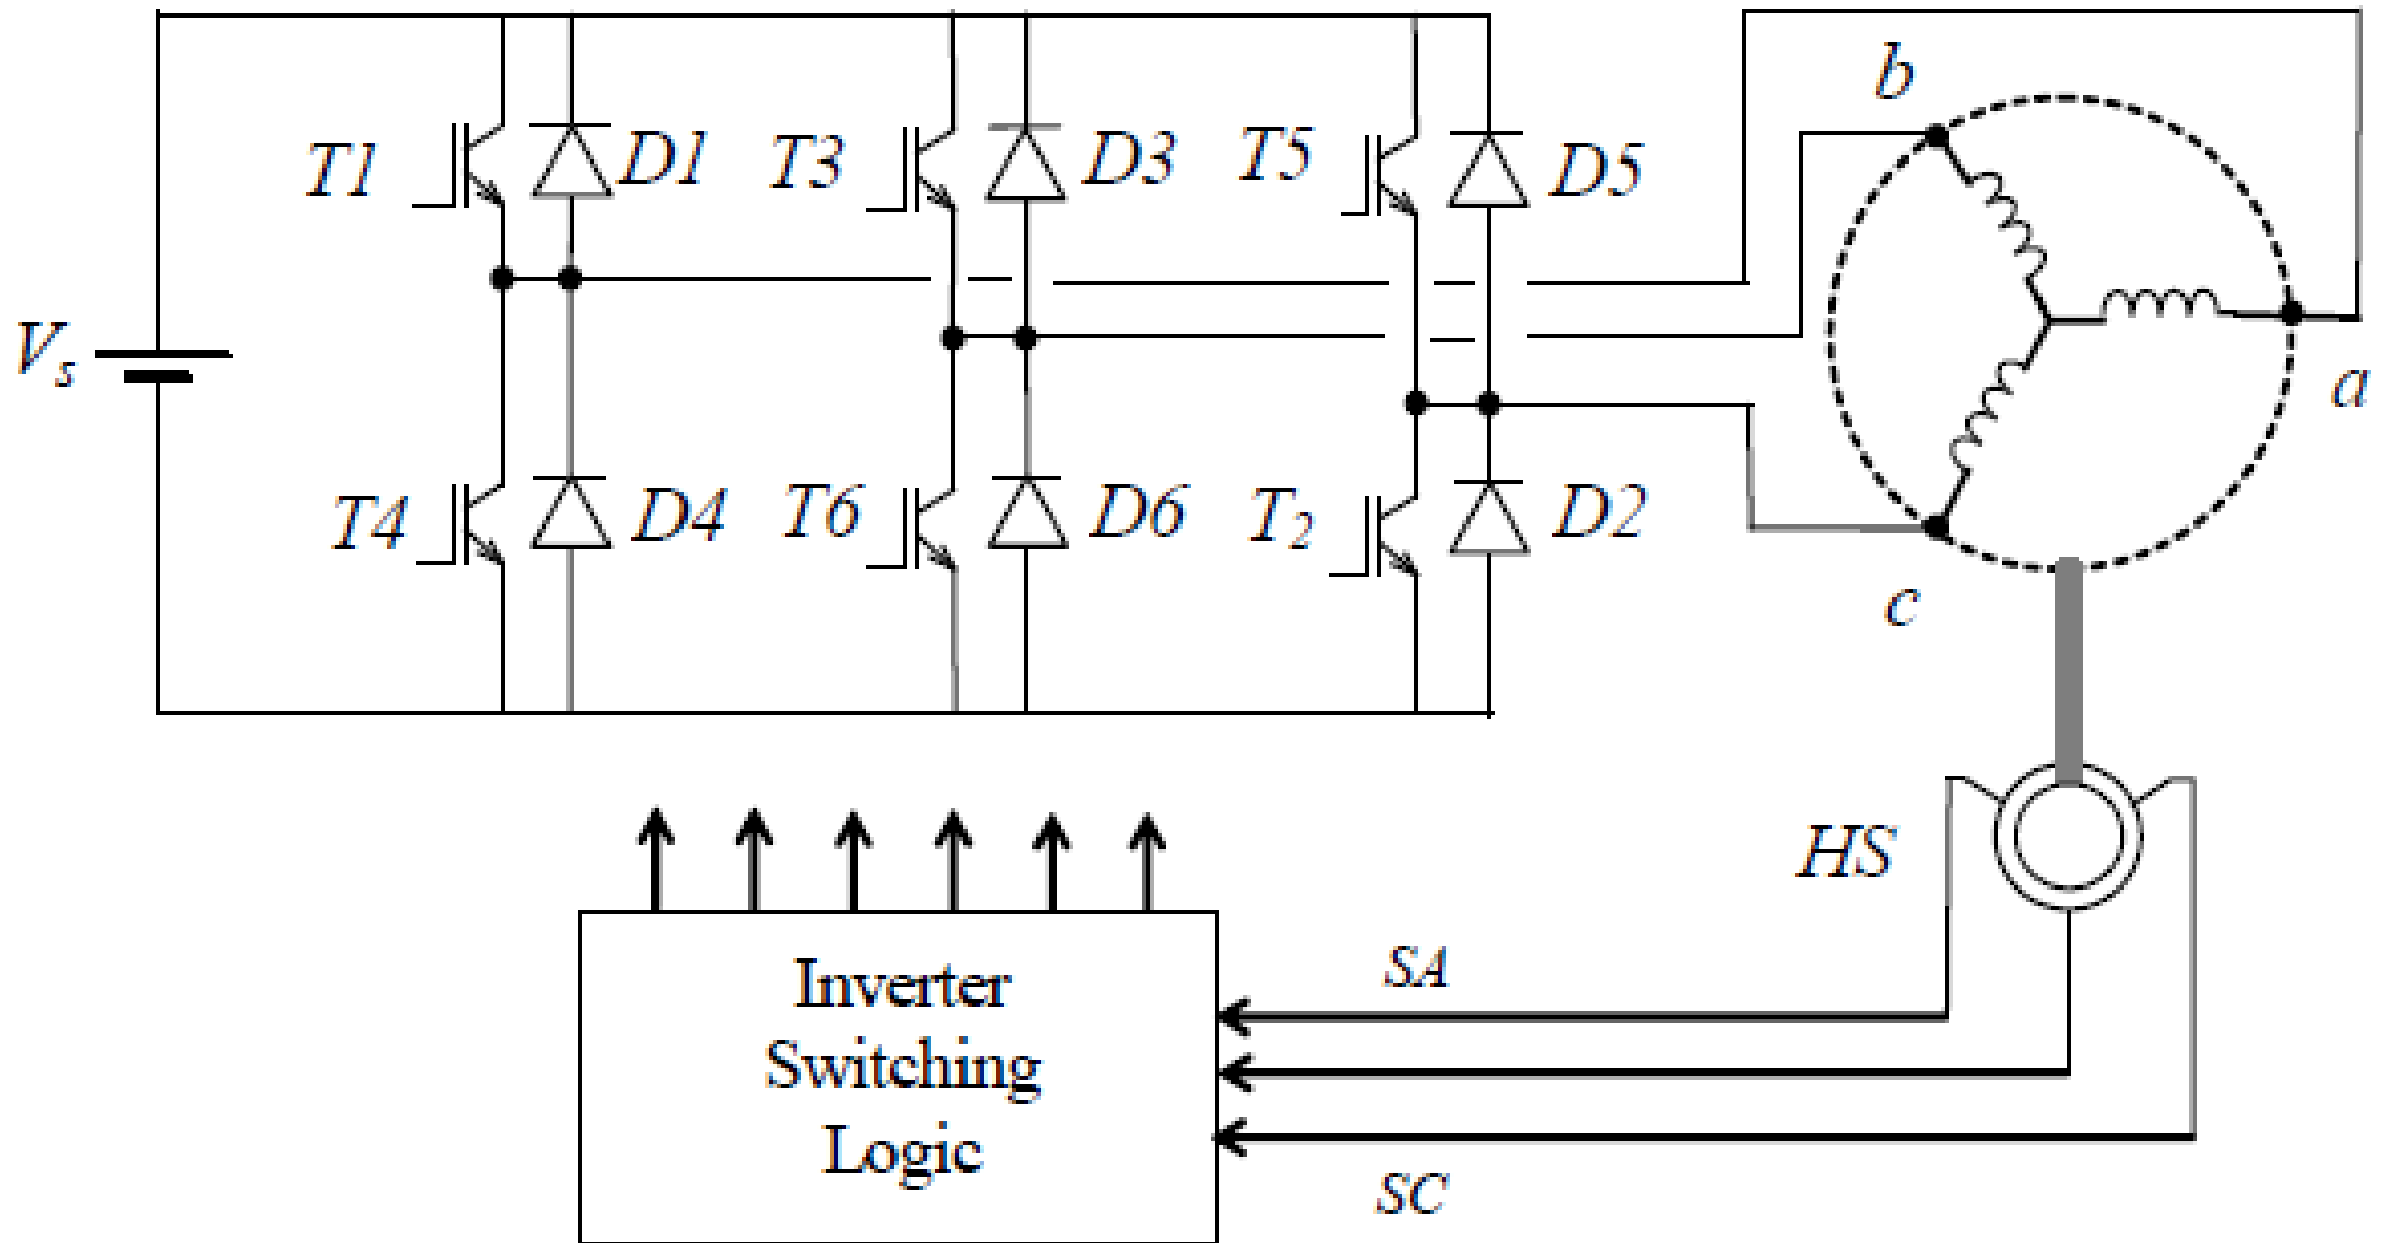 b
T1
D1
T3
D3
T5
D5
Vs
a
T4
D4
T6
D6
T2
D2
c
HS
SA
Inverter
Switching
Logic
SC